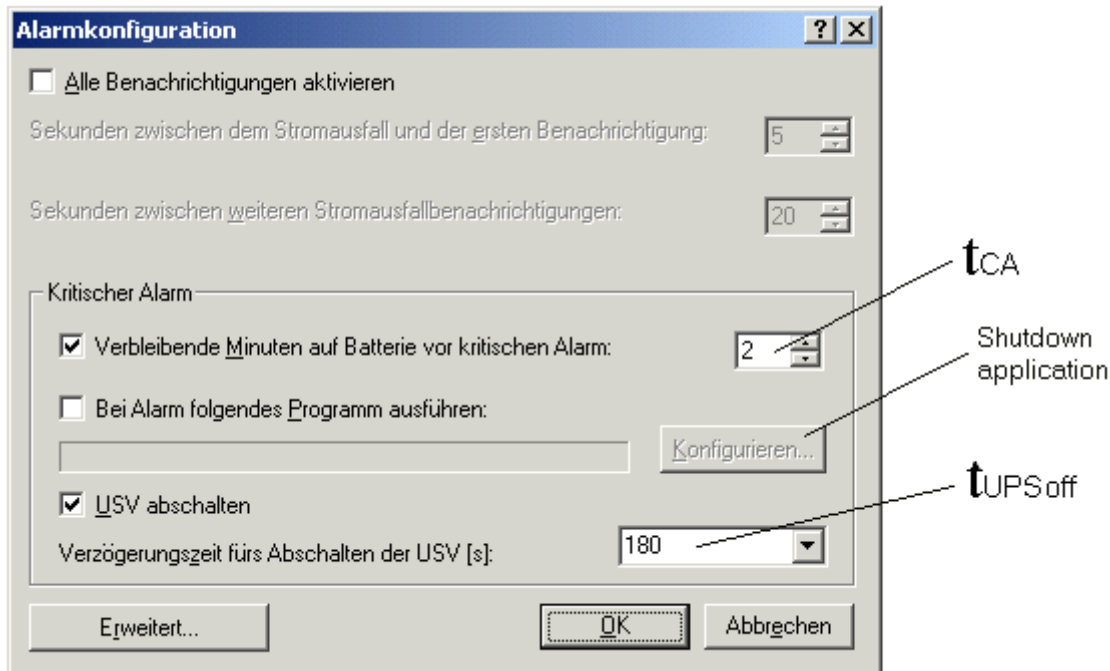 Alarmkonfiguration
Alle Benachrichtigungen aktivieren
Sekunden zwischen dem Stromausfall und der ersten Benachrichtigung: 5
Sekunden zwischen weiteren Stromausfallbenachrichtigungen: 20
tCA
Kritischer Alarm
Verbleibende Minuten auf Batterie vor kritischen Alarm: 2
Shutdown
application
Bei Alarm folgendes Programm ausführen:
Konfigurieren...
tUPSoff
USV abschalten
Verzögerungszeit fürs Abschalten der USV [s]: 180
Erweitert...
OK
Abbrechen